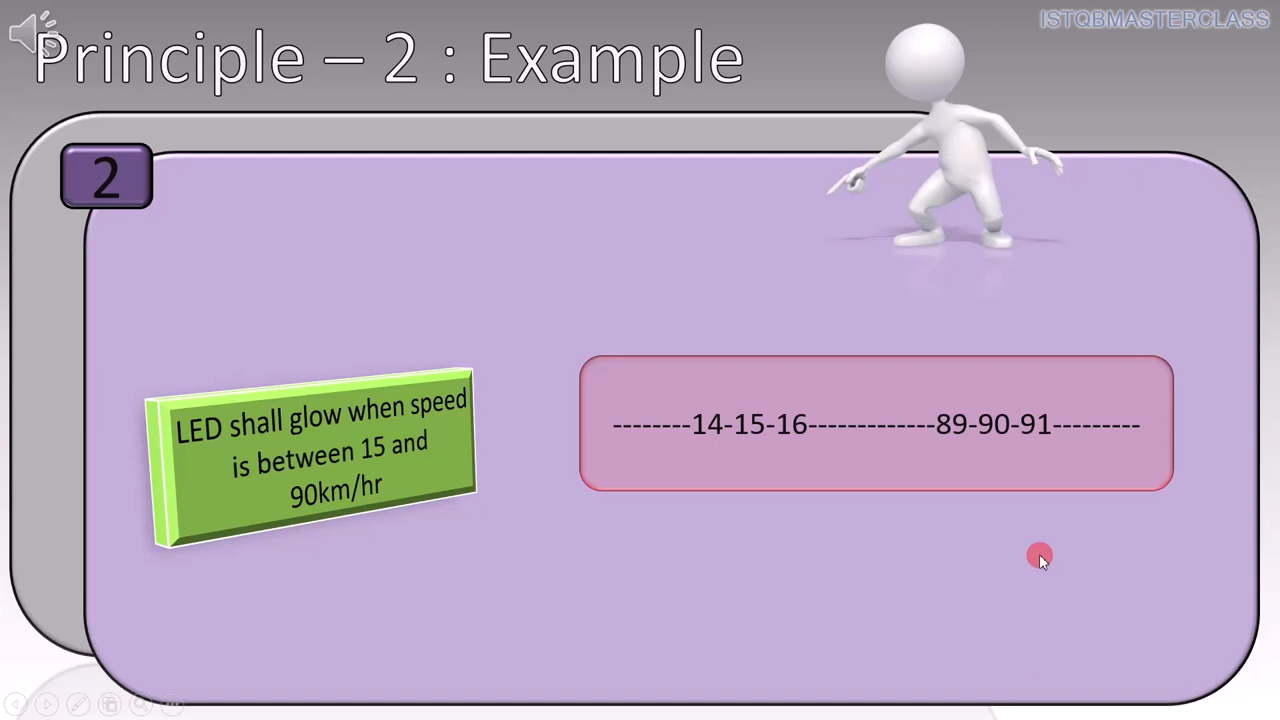 ISTQBMASTERCLASS
Principle – 2 : Example
2
LED shall glow when speed
is between 15 and
90km/hr
--------14-15-16-------------89-90-91---------